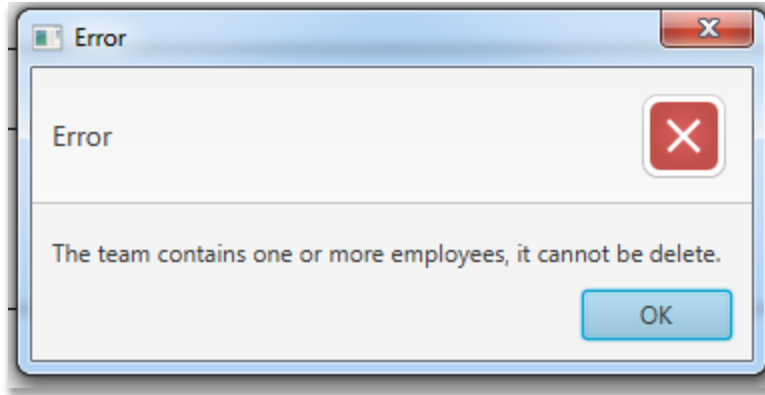 Error
Error
The team contains one or more employees, it cannot be delete.
OK